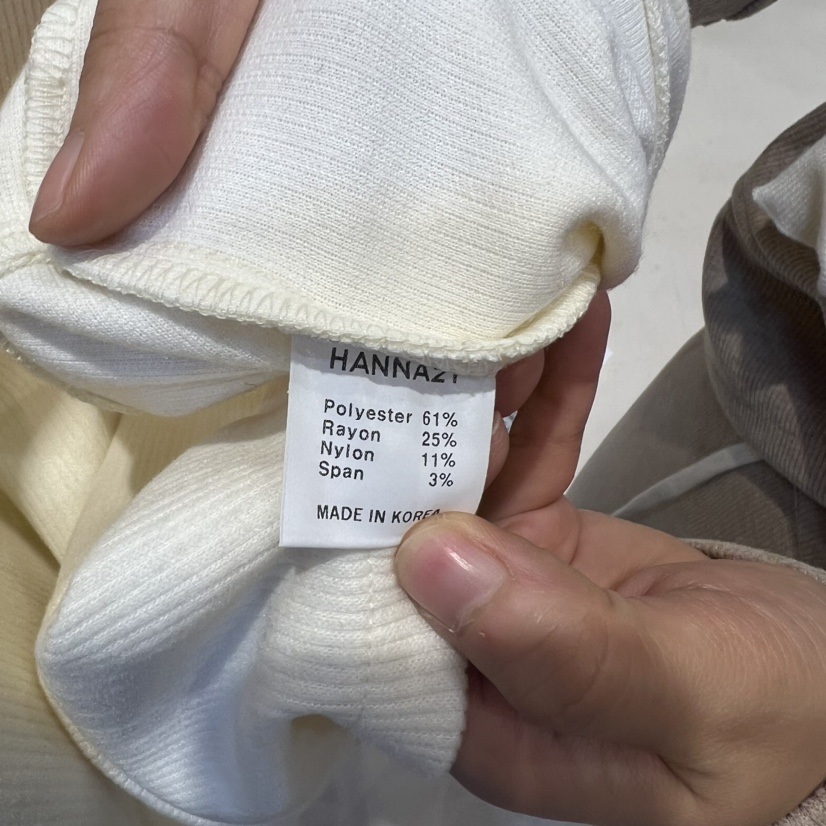 HANNA21
Polyester 61%
Rayon 25%
Nylon 11%
Span 3%
MADE IN KOREA